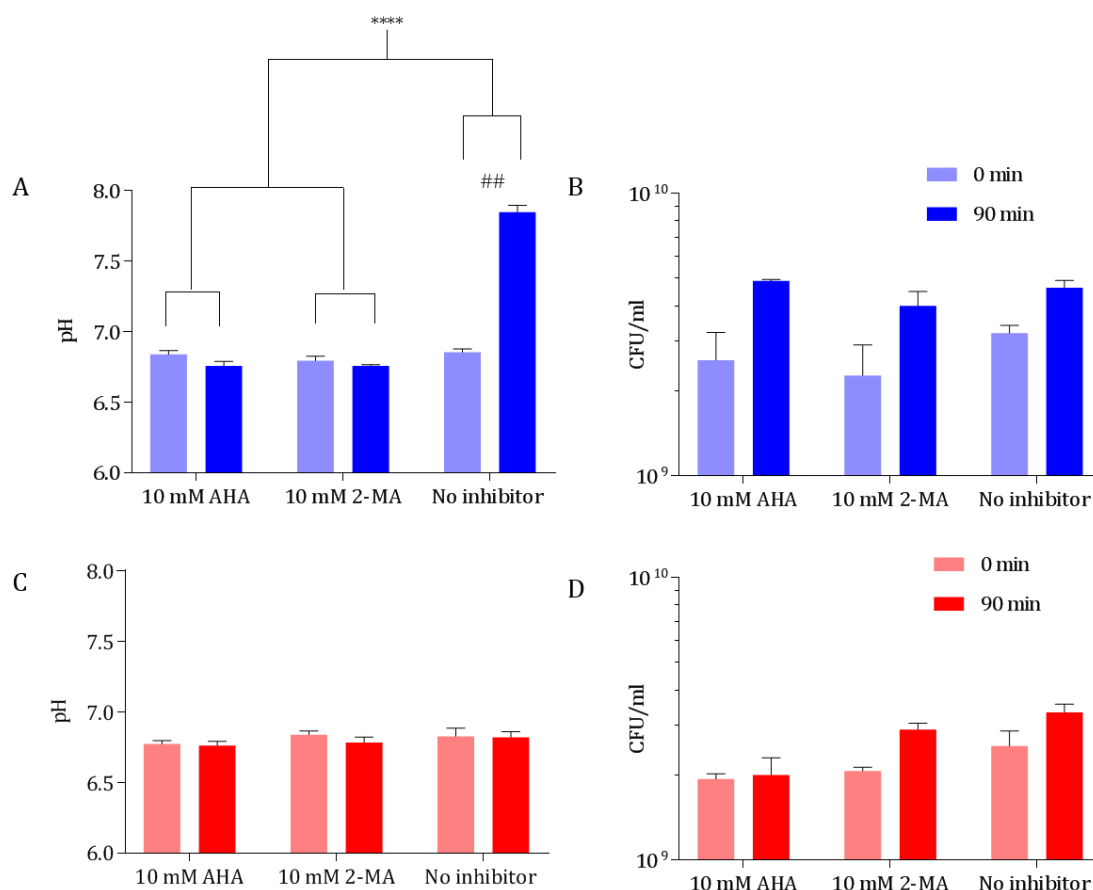 ****
A
##
8.0
7.5
7.0
6.5
6.0
pH
10 mM AHA
10 mM 2-MA
No inhibitor
B
0 min
90 min
10^10
10^9
CFU/ml
10 mM AHA
10 mM 2-MA
No inhibitor
C
8.0
7.5
7.0
6.5
6.0
pH
10 mM AHA
10 mM 2-MA
No inhibitor
D
0 min
90 min
10^10
10^9
CFU/ml
10 mM AHA
10 mM 2-MA
No inhibitor